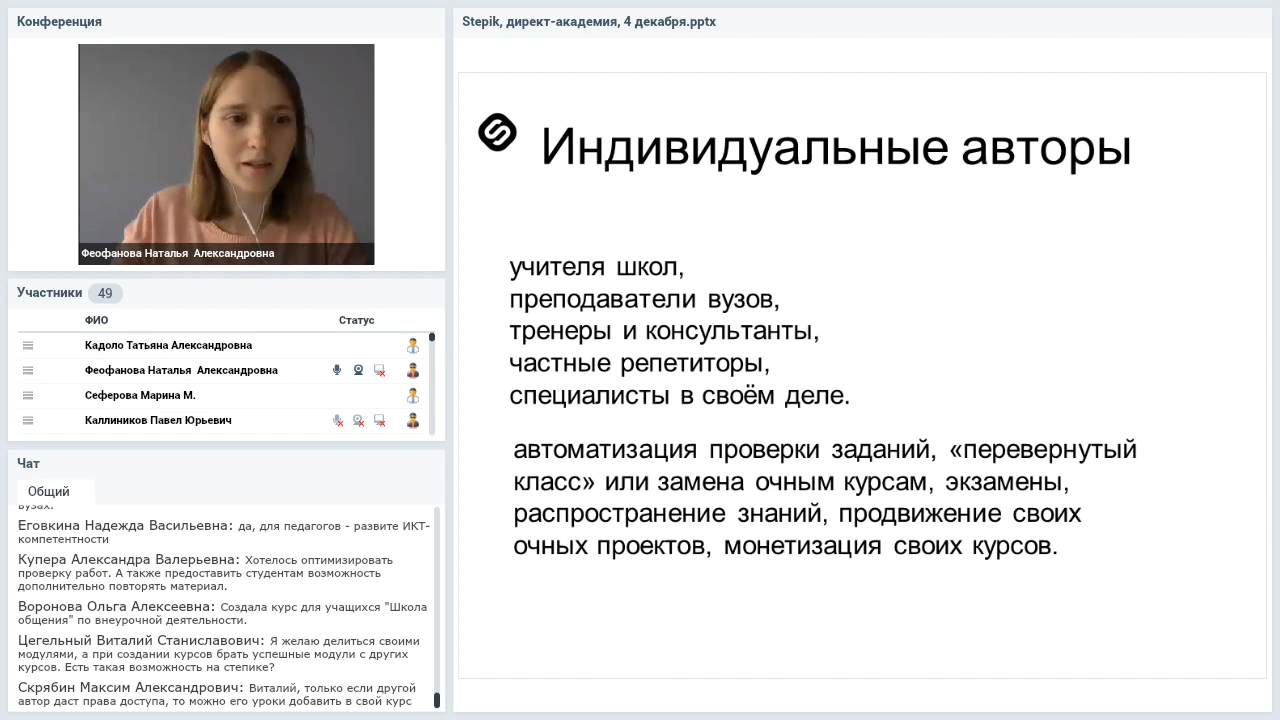 Конференция
Феофанова Наталья  Александровна
Участники 49
ФИО Статус
Кадоло Татьяна Александровна
Феофанова Наталья  Александровна
Сеферова Марина М.
Каллиников Павел Юрьевич
Чат
Общий
вузах.
Еговкина Надежда Васильевна: да, для педагогов - развите ИКТ-
компетентности
Купера Александра Валерьевна: Хотелось оптимизировать
проверку работ. А также предоставить студентам возможность
дополнительно повторять материал.
Воронова Ольга Алексеевна: Создала курс для учащихся "Школа
общения" по внеурочной деятельности.
Цегельный Виталий Станиславович: Я желаю делиться своими
модулями, а при создании курсов брать успешные модули с других
курсов. Есть такая возможность на степике?
Скрябин Максим Александрович: Виталий, только если другой
автор даст права доступа, то можно его уроки добавить в свой курс
Stepik, директ-академия, 4 декабря.pptx
Индивидуальные авторы
учителя школ,
преподаватели вузов,
тренеры и консультанты,
частные репетиторы,
специалисты в своём деле.
автоматизация проверки заданий, «перевернутый
класс» или замена очным курсам, экзамены,
распространение знаний, продвижение своих
очных проектов, монетизация своих курсов.